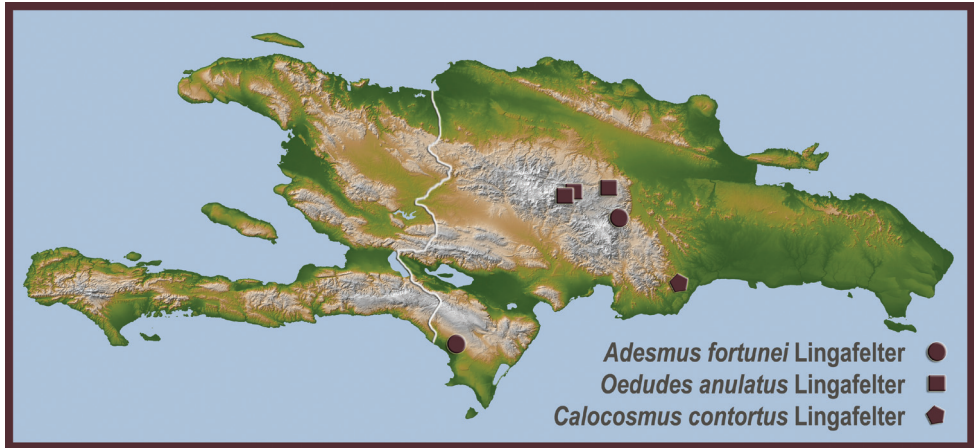 Adesmus fortunei Lingafelter
Oedudes anulatus Lingafelter
Calocosmus contortus Lingafelter